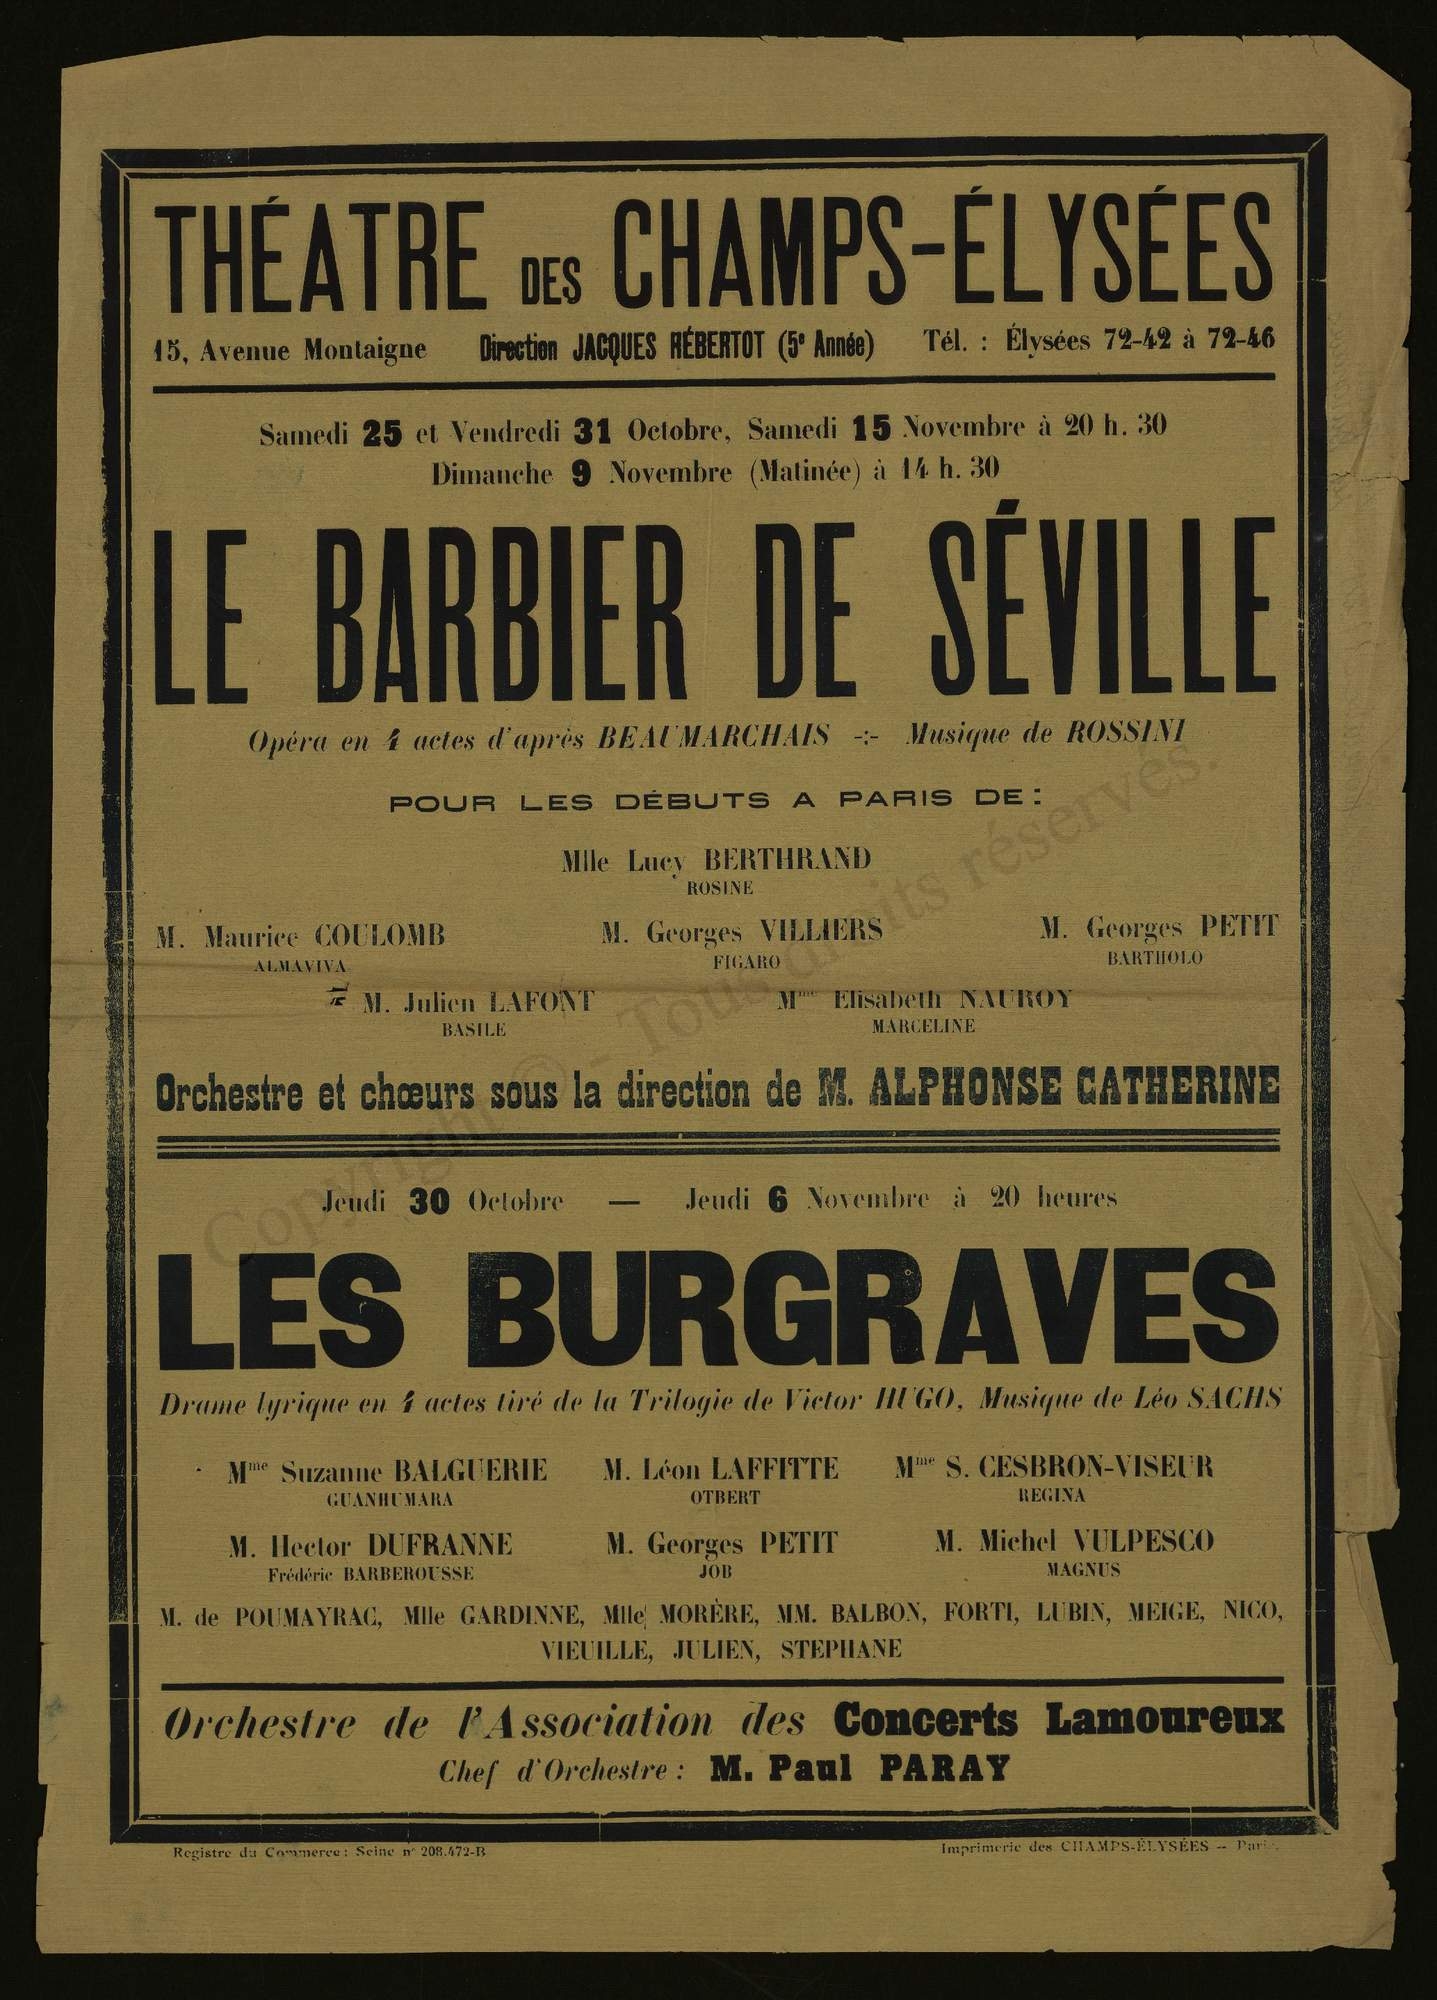 THÉATRE DES CHAMPS-ÉLYSÉES
15, Avenue Montaigne Direction JACQUES RÉBERTOT (5e Année) Tél. : Élysées 72-42 à 72-46
Samedi 25 et Vendredi 31 Octobre, Samedi 15 Novembre à 20 h. 30
Dimanche 9 Novembre (Matinée) à 14 h. 30
LE BARBIER DE SÉVILLE
Opéra en 4 actes d'après BEAUMARCHAIS -:- Musique de ROSSINI
POUR LES DÉBUTS A PARIS DE :
Mlle Lucy BERTHRAND
ROSINE
M. Maurice COULOMB M. Georges VILLIERS M. Georges PETIT
ALMAVIVA FIGARO BARTHOLO
M. Julien LAFONT Mme Elisabeth NAUROY
BASILE MARCELINE
Orchestre et chœurs sous la direction de M. ALPHONSE CATHERINE
Jeudi 30 Octobre — Jeudi 6 Novembre à 20 heures
LES BURGRAVES
Drame lyrique en 4 actes tiré de la Trilogie de Victor HUGO, Musique de Léo SACHS
Mme Suzanne BALGUERIE M. Léon LAFFITTE Mme S. CESBRON-VISEUR
GUANHUMARA OTBERT REGINA
M. Hector DUFRANNE M. Georges PETIT M. Michel VULPESCO
Frédéric BARBEROUSSE JOB MAGNUS
M. de POUMAYRAC, Mlle GARDINNE, Mlle MORÈRE, MM. BALBON, FORTI, LUBIN, MEIGE, NICO,
VIEUILLE, JULIEN, STEPHANE
Orchestre de l'Association des Concerts Lamoureux
Chef d'Orchestre : M. Paul PARAY
Registre du Commerce : Seine n° 208.472-B Imprimerie des CHAMPS-ÉLYSÉES -- Paris.
Copyright © - Tous droits réservés.